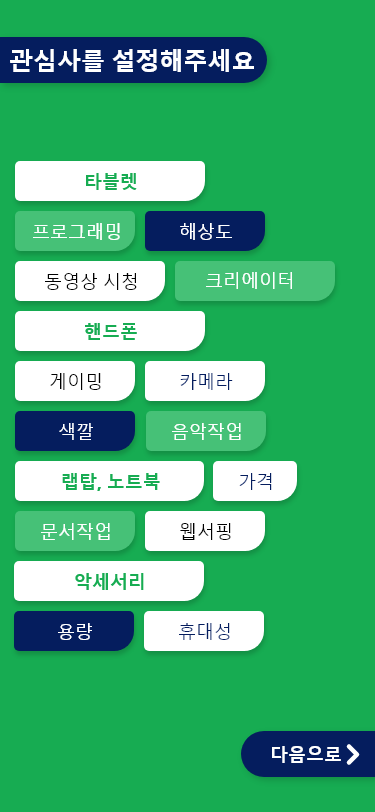 관심사를 설정해주세요
타블렛
프로그래밍 해상도
동영상 시청 크리에이터
핸드폰
게이밍 카메라
색깔 음악작업
랩탑, 노트북 가격
문서작업 웹서핑
악세서리
용량 휴대성
다음으로